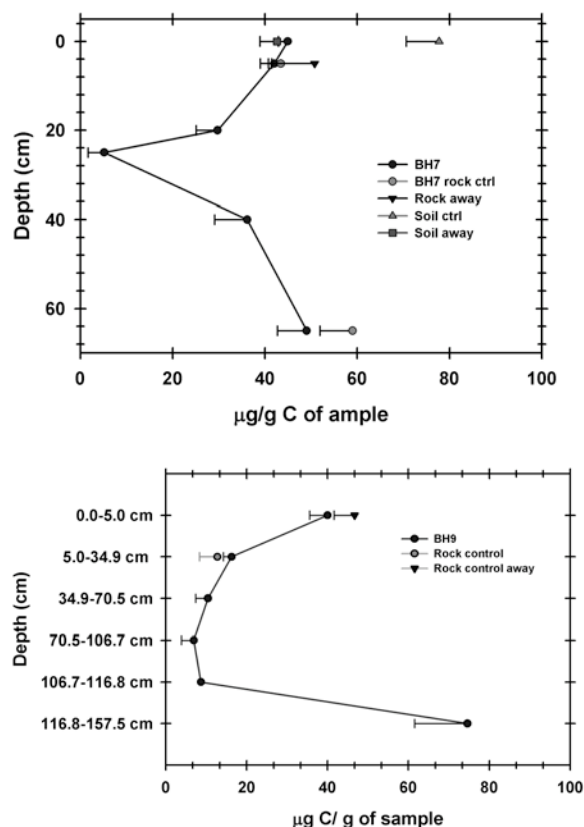 0
20
40
60
Depth (cm)
BH7
BH7 rock ctrl
Rock away
Soil ctrl
Soil away
0 20 40 60 80 100
µg/g C of ample
0.0-5.0 cm
5.0-34.9 cm
34.9-70.5 cm
70.5-106.7 cm
106.7-116.8 cm
116.8-157.5 cm
Depth (cm)
BH9
Rock control
Rock control away
0 20 40 60 80 100
µg C/ g of sample